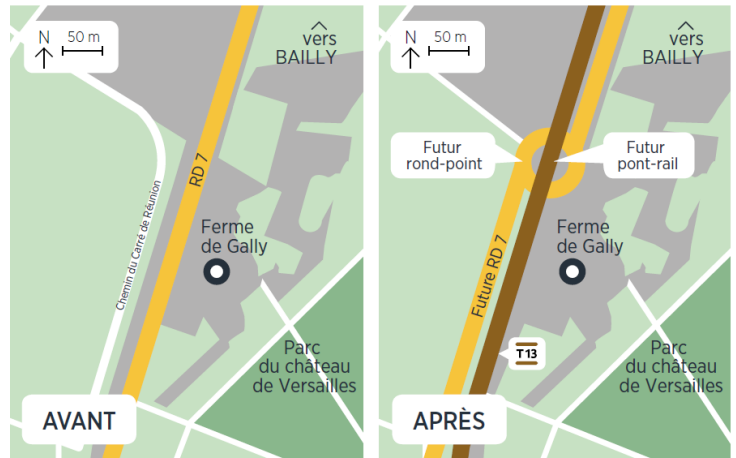 N
50 m
vers
BAILLY
RD 7
Chemin du Carré de Réunion
Ferme
de Gally
Parc
du château
de Versailles
AVANT
N
50 m
vers
BAILLY
Futur
rond-point
Futur
pont-rail
Ferme
de Gally
Future RD 7
T13
Parc
du château
de Versailles
APRÈS